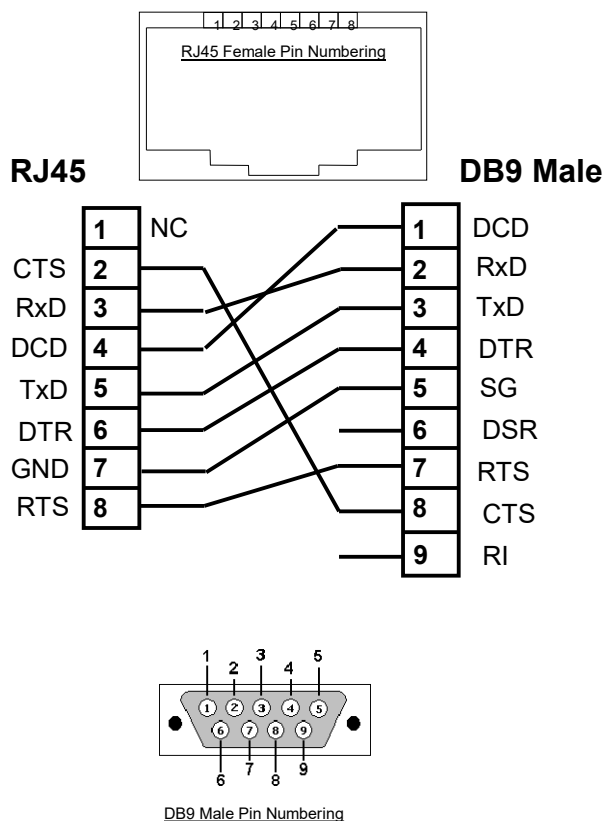 1 2 3 4 5 6 7 8
RJ45 Female Pin Numbering
RJ45 DB9 Male
1 NC 1 DCD
CTS 2 2 RxD
RxD 3 3 TxD
DCD 4 4 DTR
TxD 5 5 SG
DTR 6 6 DSR
GND 7 7 RTS
RTS 8 8 CTS
9 RI
1 2 3 4 5
1 2 3 4 5
6 7 8 9
6 7 8 9
DB9 Male Pin Numbering